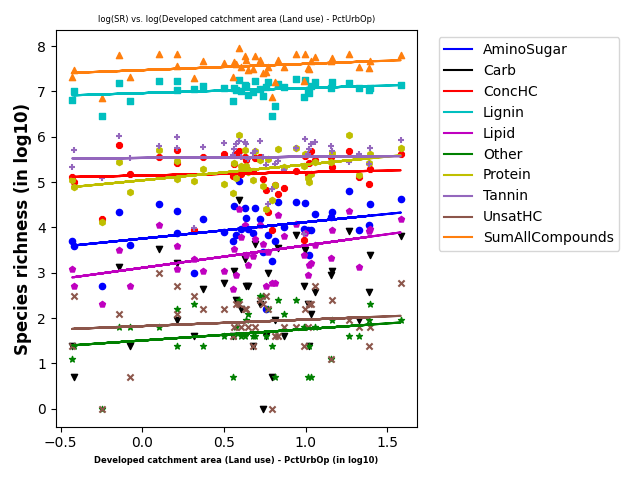 log(SR) vs. log(Developed catchment area (Land use) - PctUrbOp)
Species richness (in log10)
8
7
6
5
4
3
2
1
0
−0.5
0.0
0.5
1.0
1.5
Developed catchment area (Land use) - PctUrbOp (in log10)
AminoSugar
Carb
ConcHC
Lignin
Lipid
Other
Protein
Tannin
UnsatHC
SumAllCompounds